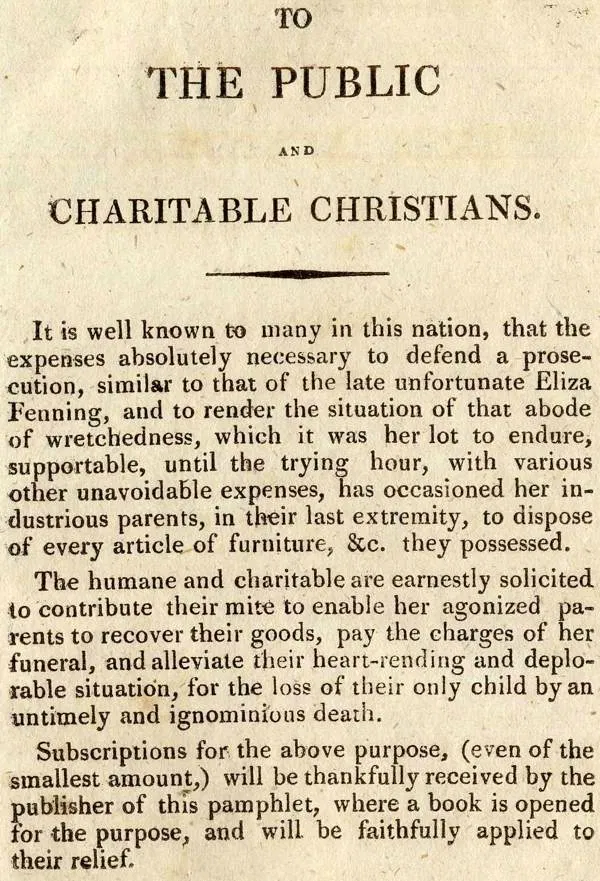 TO
THE PUBLIC
AND
CHARITABLE CHRISTIANS.
It is well known to many in this nation, that the
expenses absolutely necessary to defend a prose-
cution, similar to that of the late unfortunate Eliza
Fenning, and to render the situation of that abode
of wretchedness, which it was her lot to endure,
supportable, until the trying hour, with various
other unavoidable expenses, has occasioned her in-
dustrious parents, in their last extremity, to dispose
of every article of furniture, &c. they possessed.
The humane and charitable are earnestly solicited
to contribute their mite to enable her agonized pa-
rents to recover their goods, pay the charges of her
funeral, and alleviate their heart-rending and deplo-
rable situation, for the loss of their only child by an
untimely and ignominious death.
Subscriptions for the above purpose, (even of the
smallest amount,) will be thankfully received by the
publisher of this pamphlet, where a book is opened
for the purpose, and will be faithfully applied to
their relief.